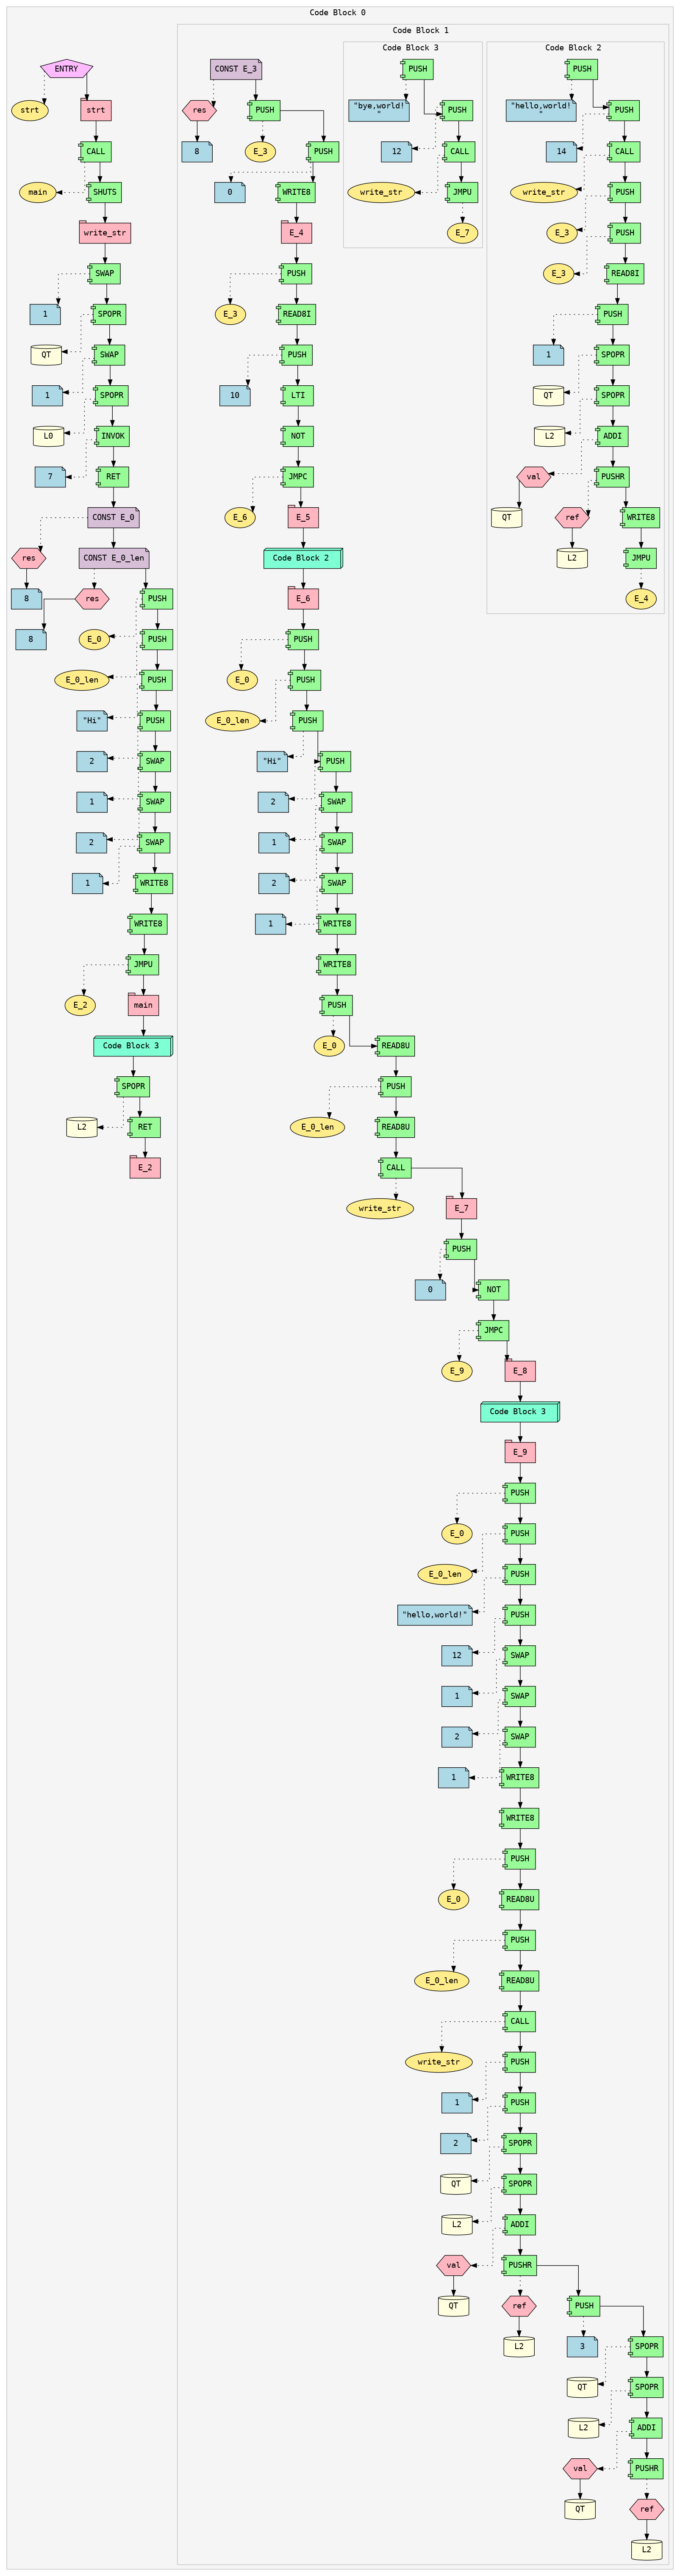 Code Block 0
Code Block 1
Code Block 3
Code Block 2
ENTRY
CONST E_3
PUSH
PUSH
strt
strt
res
PUSH
"bye,world!
"
PUSH
"hello,world!
"
PUSH
CALL
8
E_3
PUSH
12
CALL
14
CALL
main
SHUTS
0
WRITE8
write_str
JMPU
write_str
PUSH
write_str
E_4
E_7
E_3
PUSH
SWAP
PUSH
E_3
READ8I
1
SPOPR
E_3
READ8I
PUSH
QT
SWAP
PUSH
1
SPOPR
1
SPOPR
10
LTI
QT
SPOPR
L0
INVOK
NOT
L2
ADDI
7
RET
JMPC
val
PUSHR
CONST E_0
E_6
E_5
QT
ref
WRITE8
res
CONST E_0_len
Code Block 2
L2
JMPU
8
res
PUSH
E_6
E_4
8
E_0
PUSH
PUSH
E_0_len
PUSH
E_0
PUSH
"Hi"
PUSH
E_0_len
PUSH
2
SWAP
"Hi"
PUSH
1
SWAP
2
SWAP
2
SWAP
1
SWAP
1
WRITE8
2
SWAP
WRITE8
1
WRITE8
JMPU
WRITE8
E_2
main
PUSH
Code Block 3
E_0
READ8U
SPOPR
PUSH
L2
RET
E_0_len
READ8U
E_2
CALL
write_str
E_7
PUSH
0
NOT
JMPC
E_9
E_8
Code Block 3
E_9
PUSH
E_0
PUSH
E_0_len
PUSH
"hello,world!"
PUSH
12
SWAP
1
SWAP
2
SWAP
1
WRITE8
WRITE8
PUSH
E_0
READ8U
PUSH
E_0_len
READ8U
CALL
write_str
PUSH
1
PUSH
2
SPOPR
QT
SPOPR
L2
ADDI
val
PUSHR
QT
ref
PUSH
L2
3
SPOPR
QT
SPOPR
L2
ADDI
val
PUSHR
QT
ref
L2